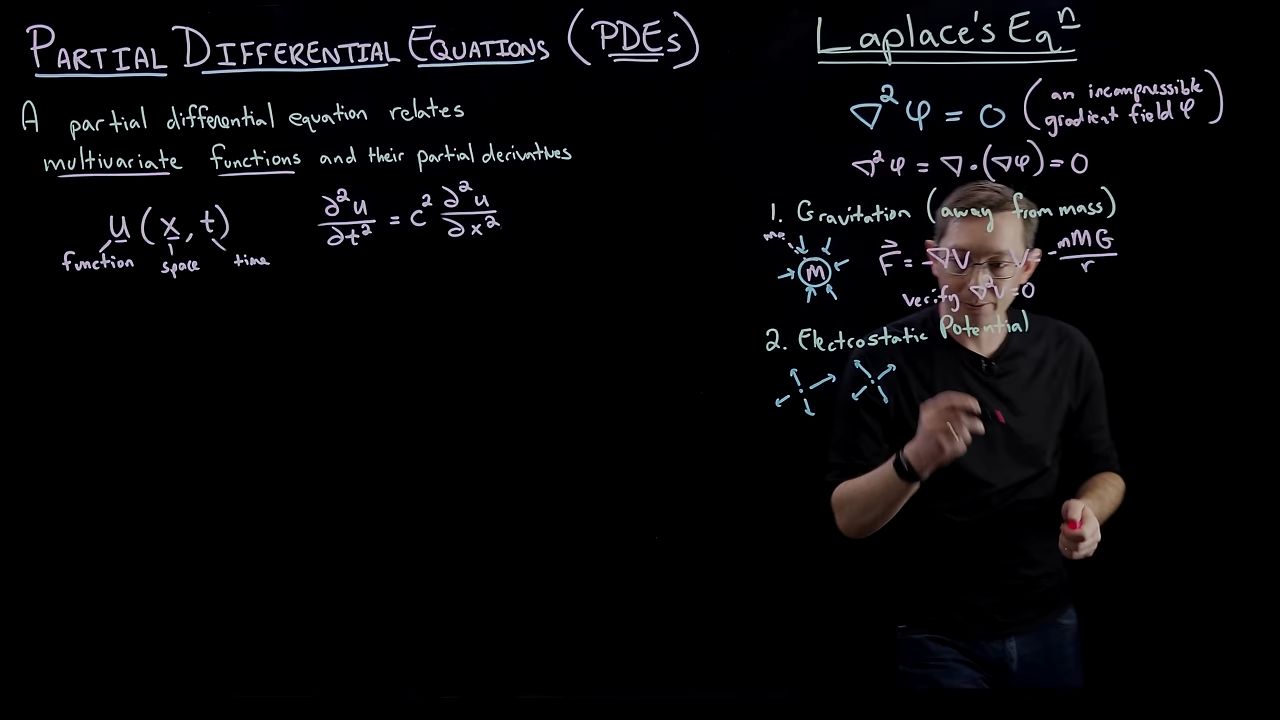 PARTIAL DIFFERENTIAL EQUATIONS (PDEs)
A partial differential equation relates
multivariate functions and their partial derivatives
u(x, t)
function space time
∂²u/∂t² = c² ∂²u/∂x²
Laplace's Eqⁿ
∇²φ = 0 (an incompressible
gradient field φ)
∇²φ = ∇·(∇φ) = 0
1. Gravitation (away from mass)
m
M
F⃗ = -∇V V = -mMG/r
verify ∇²V = 0
2. Electrostatic Potential